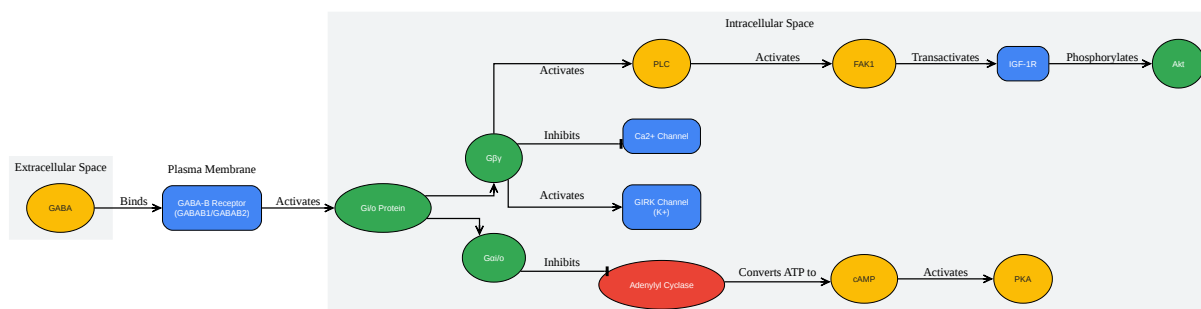 Intracellular Space
PLC
FAK1
IGF-1R
Akt
Activates
Activates
Transactivates
Phosphorylates
Gβγ
Inhibits
Ca2+ Channel
Activates
GIRK Channel
(K+)
Extracellular Space
Plasma Membrane
GABA
Binds
GABA-B Receptor
(GABAB1/GABAB2)
Activates
Gi/o Protein
Gαi/o
Inhibits
Adenylyl Cyclase
Converts ATP to
cAMP
Activates
PKA